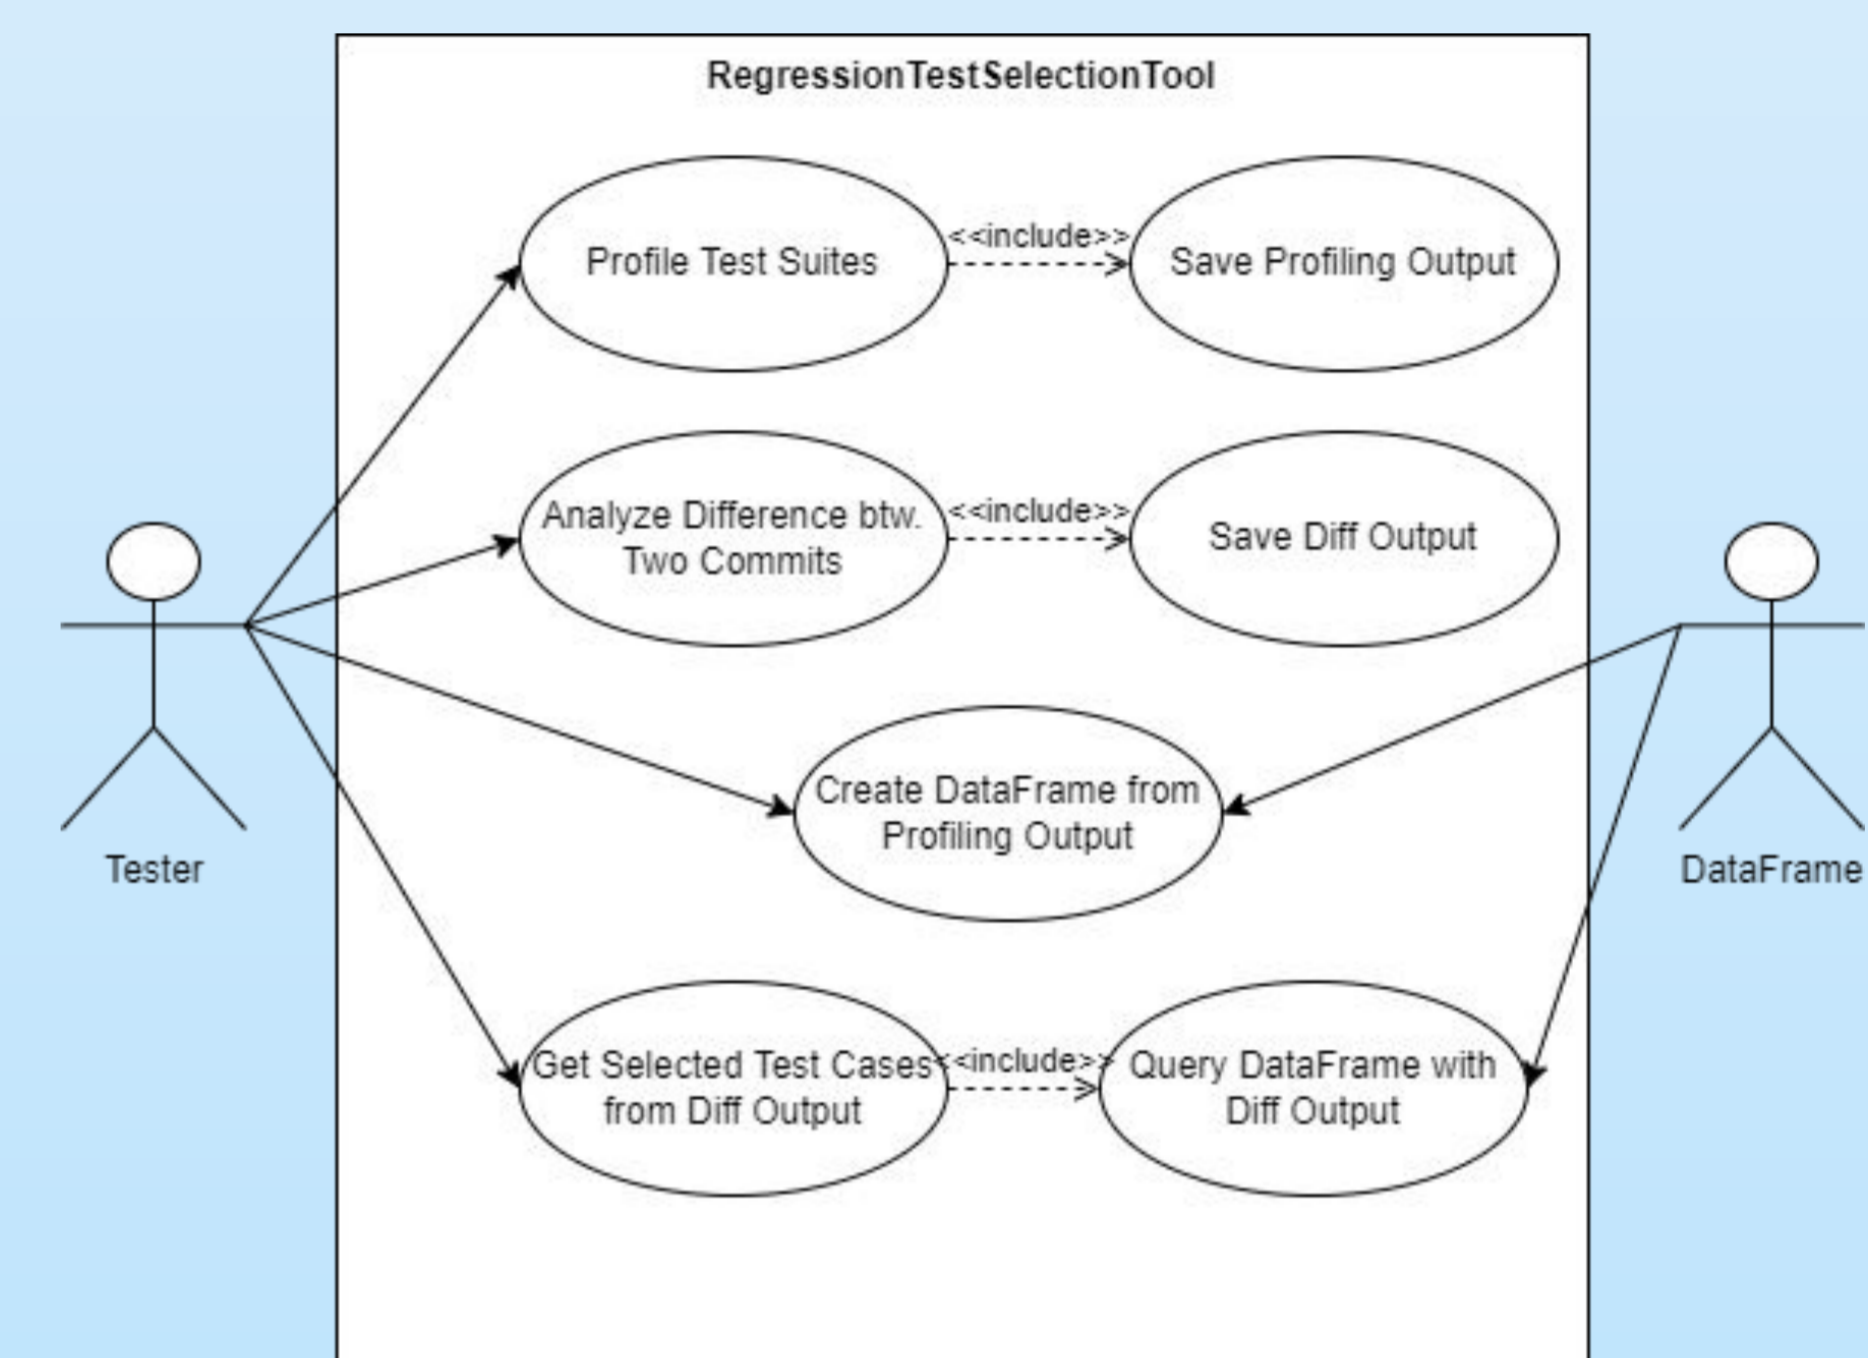 RegressionTestSelectionTool
Profile Test Suites
<<include>>
Save Profiling Output
Analyze Difference btw.
Two Commits
<<include>>
Save Diff Output
Create DataFrame from
Profiling Output
Tester
DataFrame
Get Selected Test Cases
from Diff Output
<<include>>
Query DataFrame with
Diff Output